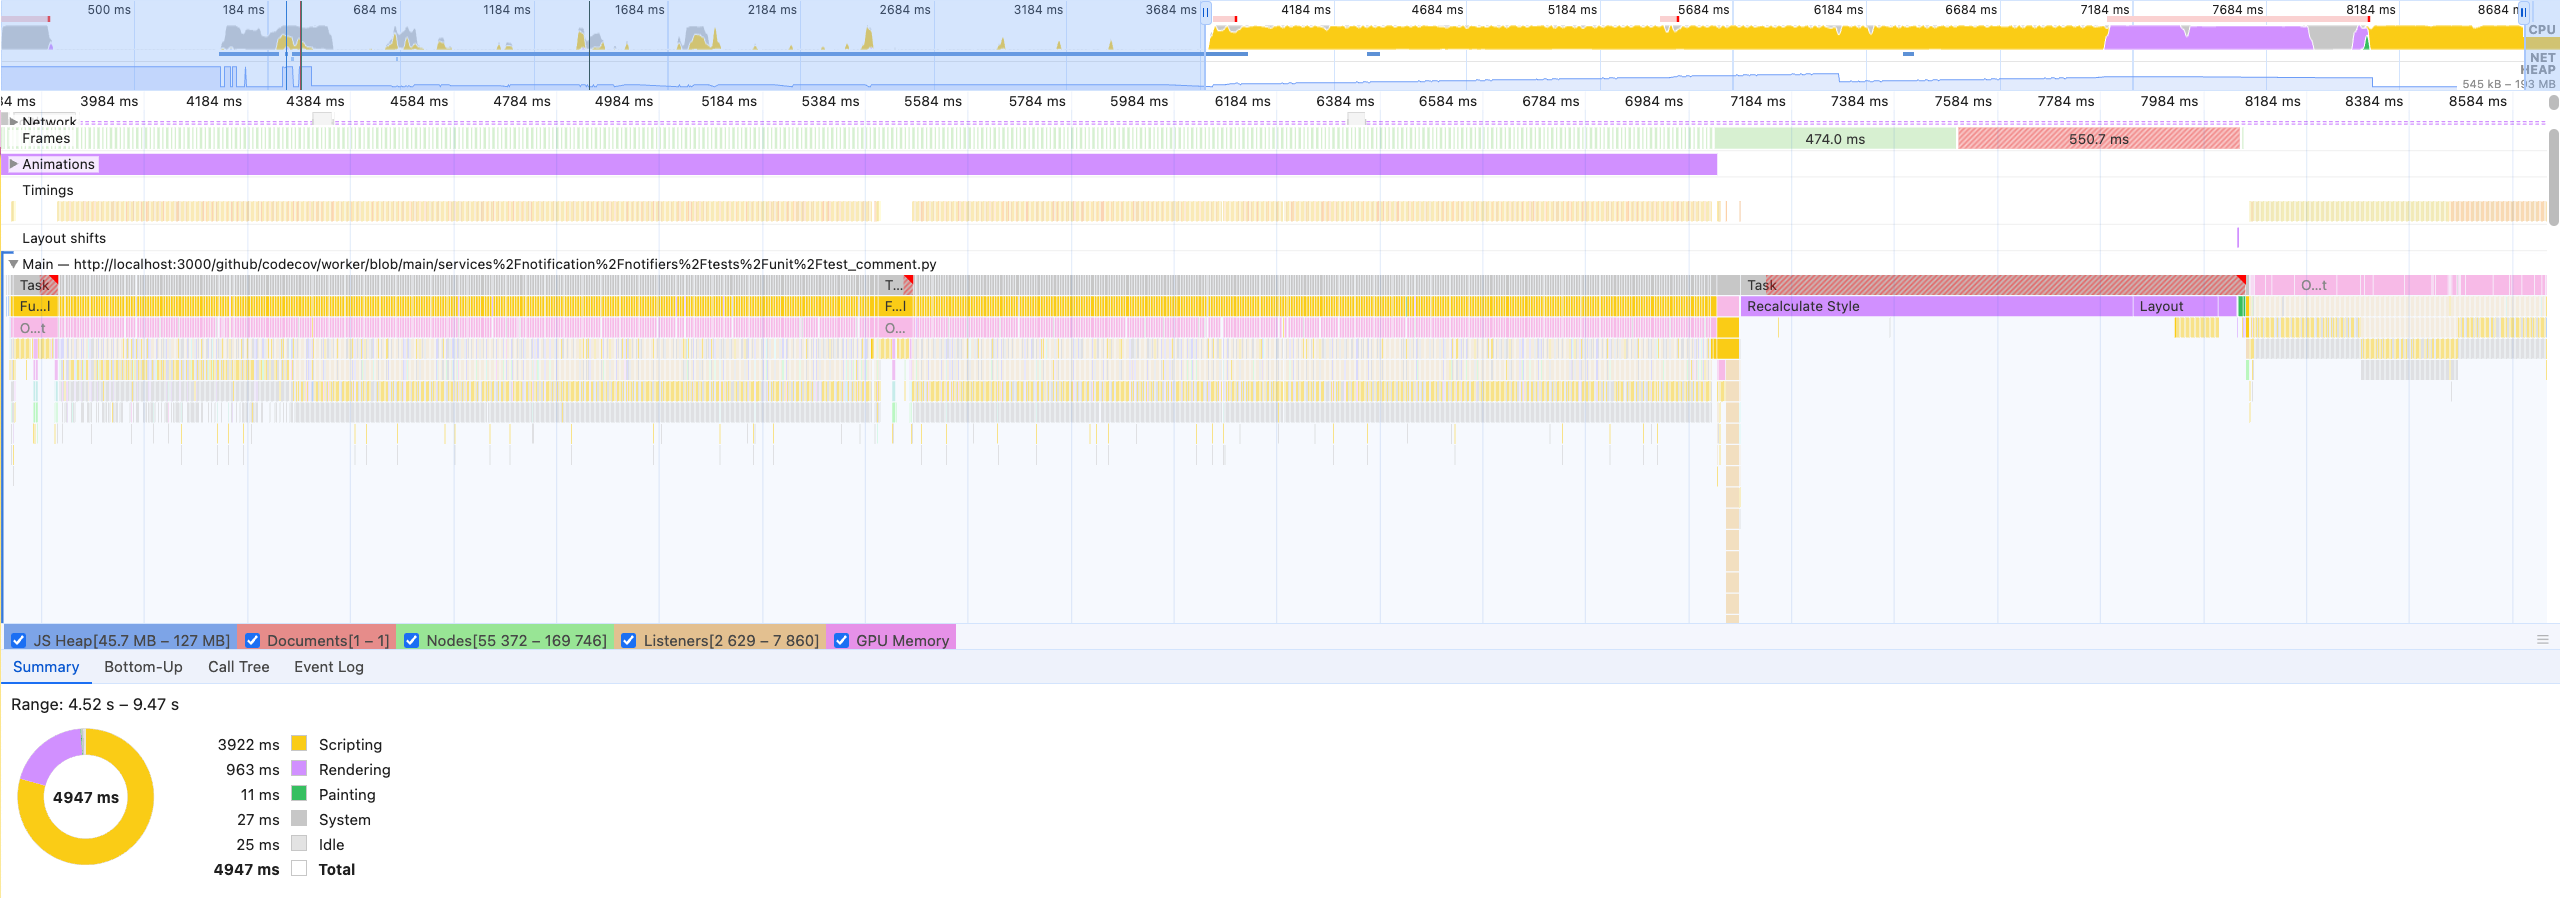 500 ms 184 ms 684 ms 1184 ms 1684 ms 2184 ms 2684 ms 3184 ms 3684 ms 4184 ms 4684 ms 5184 ms 5684 ms 6184 ms 6684 ms 7184 ms 7684 ms 8184 ms 8684 m
CPU
NET
HEAP
545 kB – 193 MB
34 ms 3984 ms 4184 ms 4384 ms 4584 ms 4784 ms 4984 ms 5184 ms 5384 ms 5584 ms 5784 ms 5984 ms 6184 ms 6384 ms 6584 ms 6784 ms 6984 ms 7184 ms 7384 ms 7584 ms 7784 ms 7984 ms 8184 ms 8384 ms 8584 ms
Network
Frames 474.0 ms 550.7 ms
Animations
Timings
Layout shifts
Main — http://localhost:3000/github/codecov/worker/blob/main/services%2Fnotification%2Fnotifiers%2Ftests%2Funit%2Ftest_comment.py
Task T... Task O...t
Fu...l F...l Recalculate Style Layout
O...t O...
JS Heap[45.7 MB – 127 MB] Documents[1 – 1] Nodes[55 372 – 169 746] Listeners[2 629 – 7 860] GPU Memory
Summary Bottom-Up Call Tree Event Log
Range: 4.52 s – 9.47 s
3922 ms Scripting
963 ms Rendering
4947 ms
11 ms Painting
27 ms System
25 ms Idle
4947 ms Total